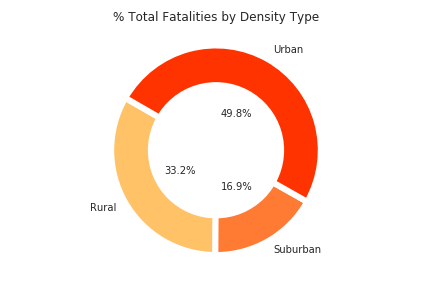 % Total Fatalities by Density Type
Urban
49.8%
33.2%
16.9%
Rural
Suburban